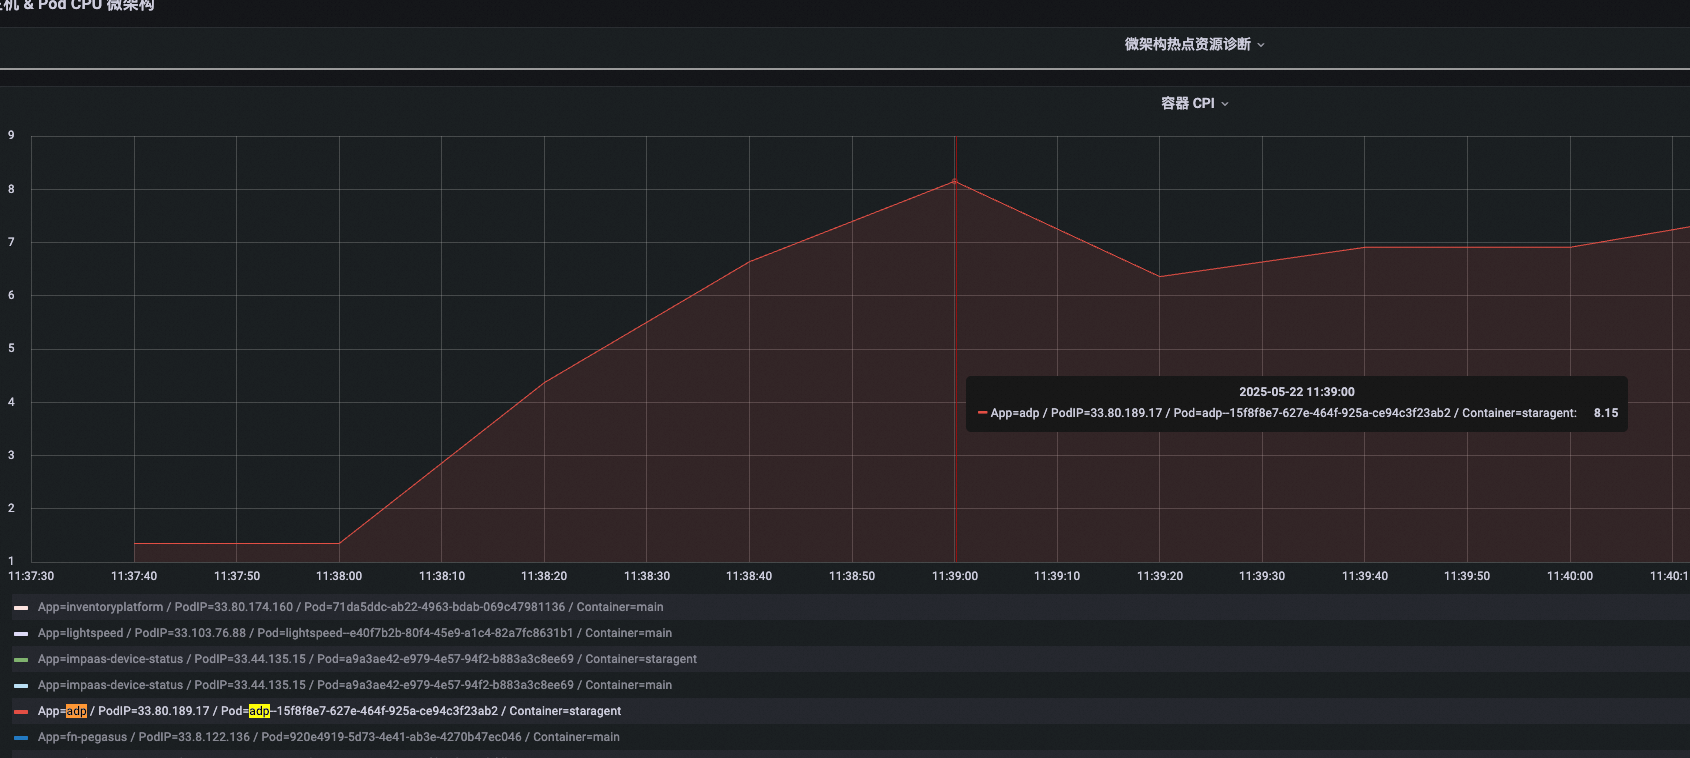 机 & Pod CPU 微架构
微架构热点资源诊断
容器 CPI
9
8
7
6
5
4
3
2
1
2025-05-22 11:39:00
App=adp / PodIP=33.80.189.17 / Pod=adp--15f8f8e7-627e-464f-925a-ce94c3f23ab2 / Container=staragent: 8.15
11:37:30 11:37:40 11:37:50 11:38:00 11:38:10 11:38:20 11:38:30 11:38:40 11:38:50 11:39:00 11:39:10 11:39:20 11:39:30 11:39:40 11:39:50 11:40:00 11:40:1
App=inventoryplatform / PodIP=33.80.174.160 / Pod=71da5ddc-ab22-4963-bdab-069c47981136 / Container=main
App=lightspeed / PodIP=33.103.76.88 / Pod=lightspeed--e40f7b2b-80f4-45e9-a1c4-82a7fc8631b1 / Container=main
App=impaas-device-status / PodIP=33.44.135.15 / Pod=a9a3ae42-e979-4e57-94f2-b883a3c8ee69 / Container=staragent
App=impaas-device-status / PodIP=33.44.135.15 / Pod=a9a3ae42-e979-4e57-94f2-b883a3c8ee69 / Container=main
App=adp / PodIP=33.80.189.17 / Pod=adp--15f8f8e7-627e-464f-925a-ce94c3f23ab2 / Container=staragent
App=fn-pegasus / PodIP=33.8.122.136 / Pod=920e4919-5d73-4e41-ab3e-4270b47ec046 / Container=main